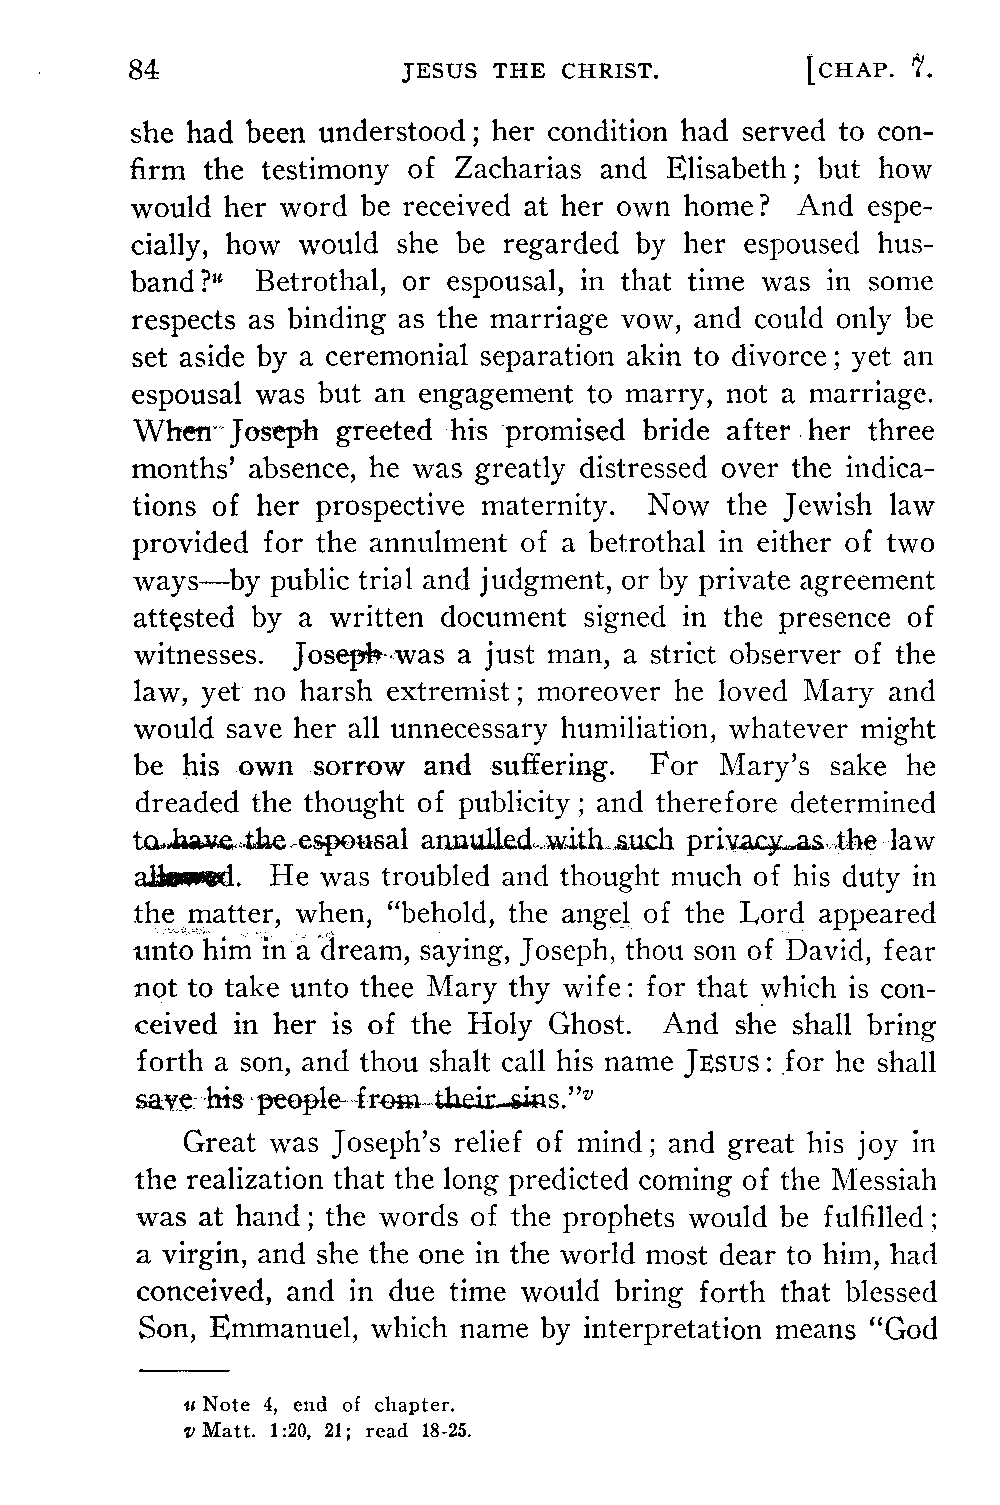 84 JESUS THE CHRIST. [CHAP. 7.
she had been understood; her condition had served to con-
firm the testimony of Zacharias and Elisabeth; but how
would her word be received at her own home? And espe-
cially, how would she be regarded by her espoused hus-
band?u Betrothal, or espousal, in that time was in some
respects as binding as the marriage vow, and could only be
set aside by a ceremonial separation akin to divorce; yet an
espousal was but an engagement to marry, not a marriage.
When Joseph greeted his promised bride after her three
months' absence, he was greatly distressed over the indica-
tions of her prospective maternity. Now the Jewish law
provided for the annulment of a betrothal in either of two
ways—by public trial and judgment, or by private agreement
attested by a written document signed in the presence of
witnesses. Joseph was a just man, a strict observer of the
law, yet no harsh extremist; moreover he loved Mary and
would save her all unnecessary humiliation, whatever might
be his own sorrow and suffering. For Mary's sake he
dreaded the thought of publicity; and therefore determined
to have the espousal annulled with such privacy as the law
allowed. He was troubled and thought much of his duty in
the matter, when, "behold, the angel of the Lord appeared
unto him in a dream, saying, Joseph, thou son of David, fear
not to take unto thee Mary thy wife: for that which is con-
ceived in her is of the Holy Ghost. And she shall bring
forth a son, and thou shalt call his name JESUS: for he shall
save his people from their sins."v
Great was Joseph's relief of mind; and great his joy in
the realization that the long predicted coming of the Messiah
was at hand; the words of the prophets would be fulfilled;
a virgin, and she the one in the world most dear to him, had
conceived, and in due time would bring forth that blessed
Son, Emmanuel, which name by interpretation means "God
u Note 4, end of chapter.
v Matt. 1:20, 21; read 18-25.